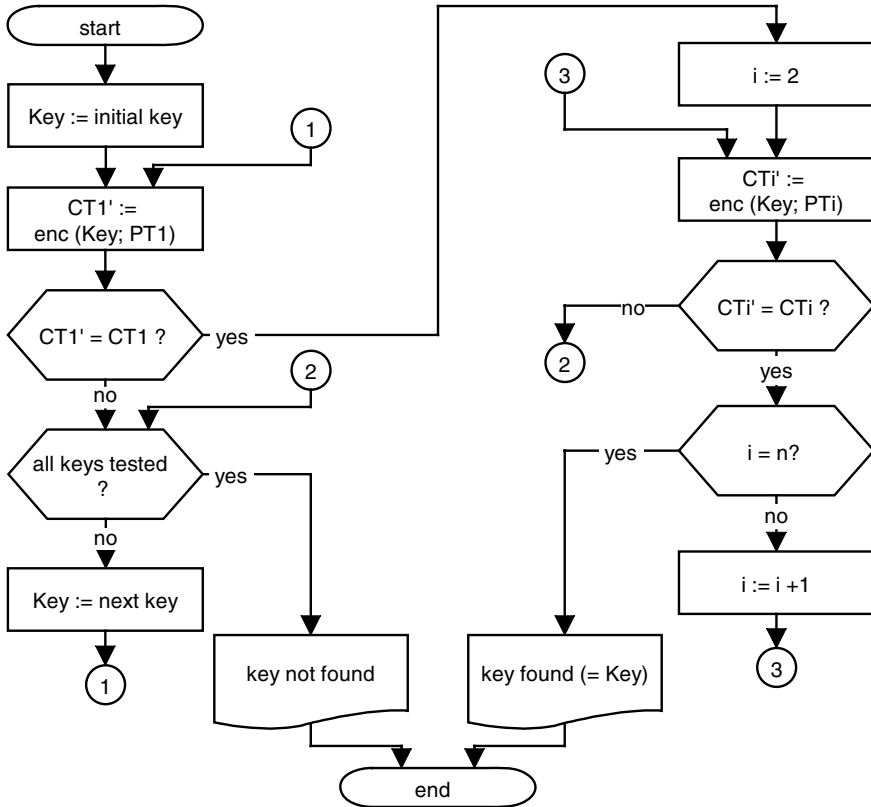 start
Key := initial key
1
CT1' :=
enc (Key; PT1)
CT1' = CT1 ?
yes
no
2
all keys tested
?
yes
no
Key := next key
1
key not found
i := 2
3
CTi' :=
enc (Key; PTi)
CTi' = CTi ?
no
2
yes
i = n?
yes
no
i := i +1
3
key found (= Key)
end